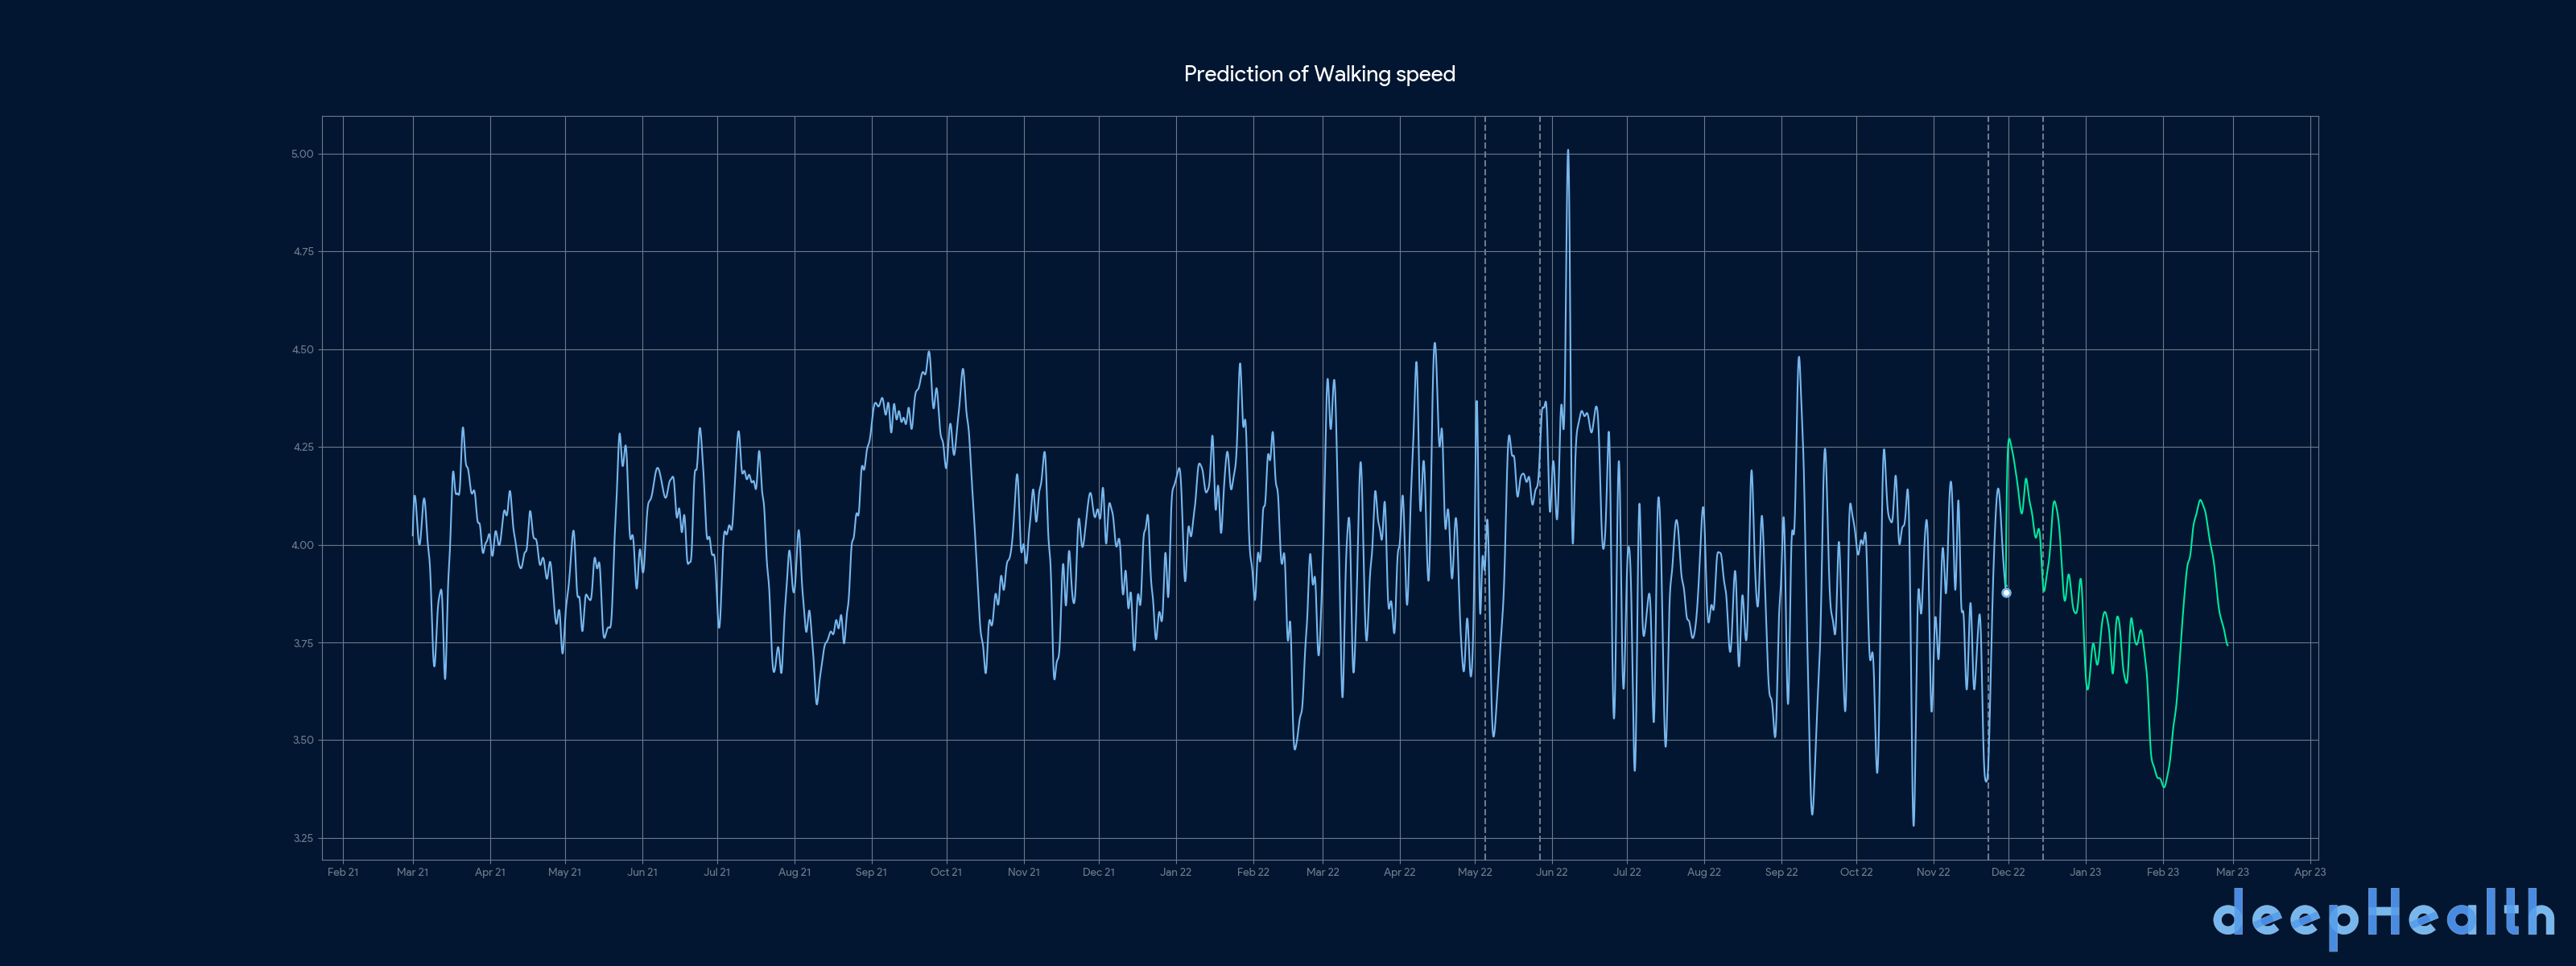 Prediction of Walking speed
5.00
4.75
4.50
4.25
4.00
3.75
3.50
3.25
Feb 21 Mar 21 Apr 21 May 21 Jun 21 Jul 21 Aug 21 Sep 21 Oct 21 Nov 21 Dec 21 Jan 22 Feb 22 Mar 22 Apr 22 May 22 Jun 22 Jul 22 Aug 22 Sep 22 Oct 22 Nov 22 Dec 22 Jan 23 Feb 23 Mar 23 Apr 23
deepHealth